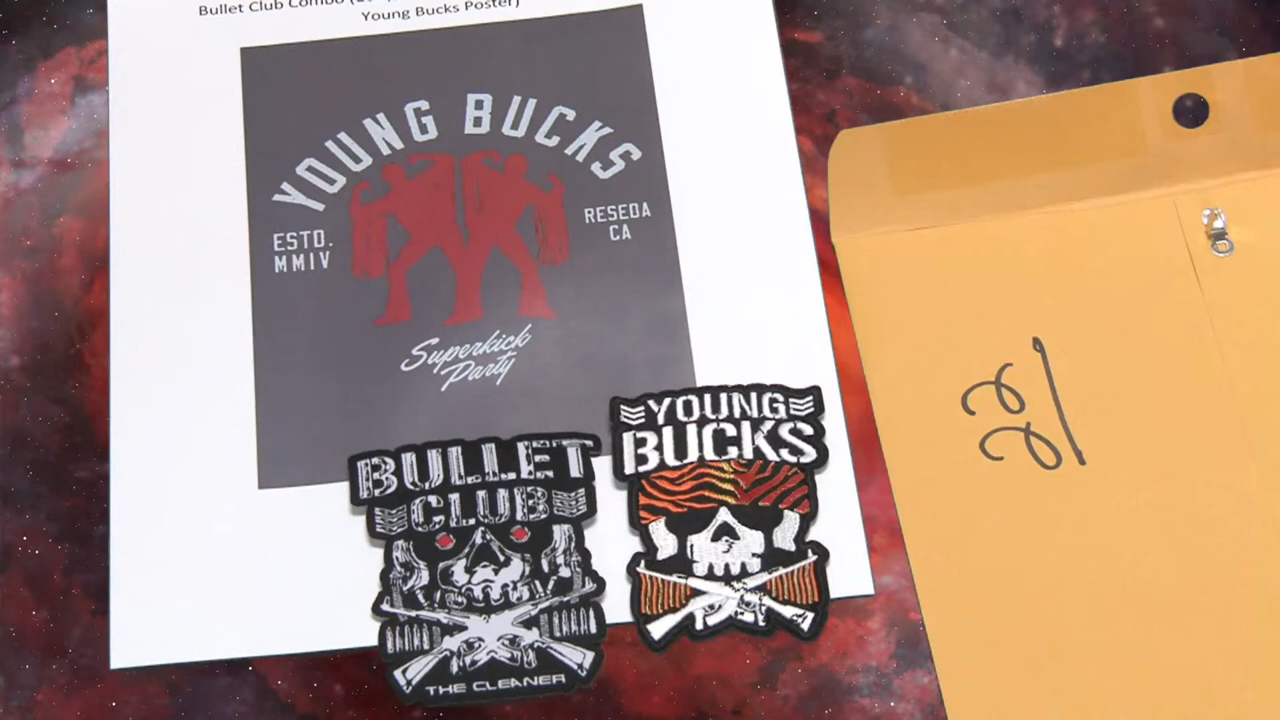 Bullet Club Combo
Young Bucks Poster)
YOUNG BUCKS
ESTD.
MMIV
RESEDA
CA
Superkick
Party
BULLET
CLUB
THE CLEANER
YOUNG
BUCKS